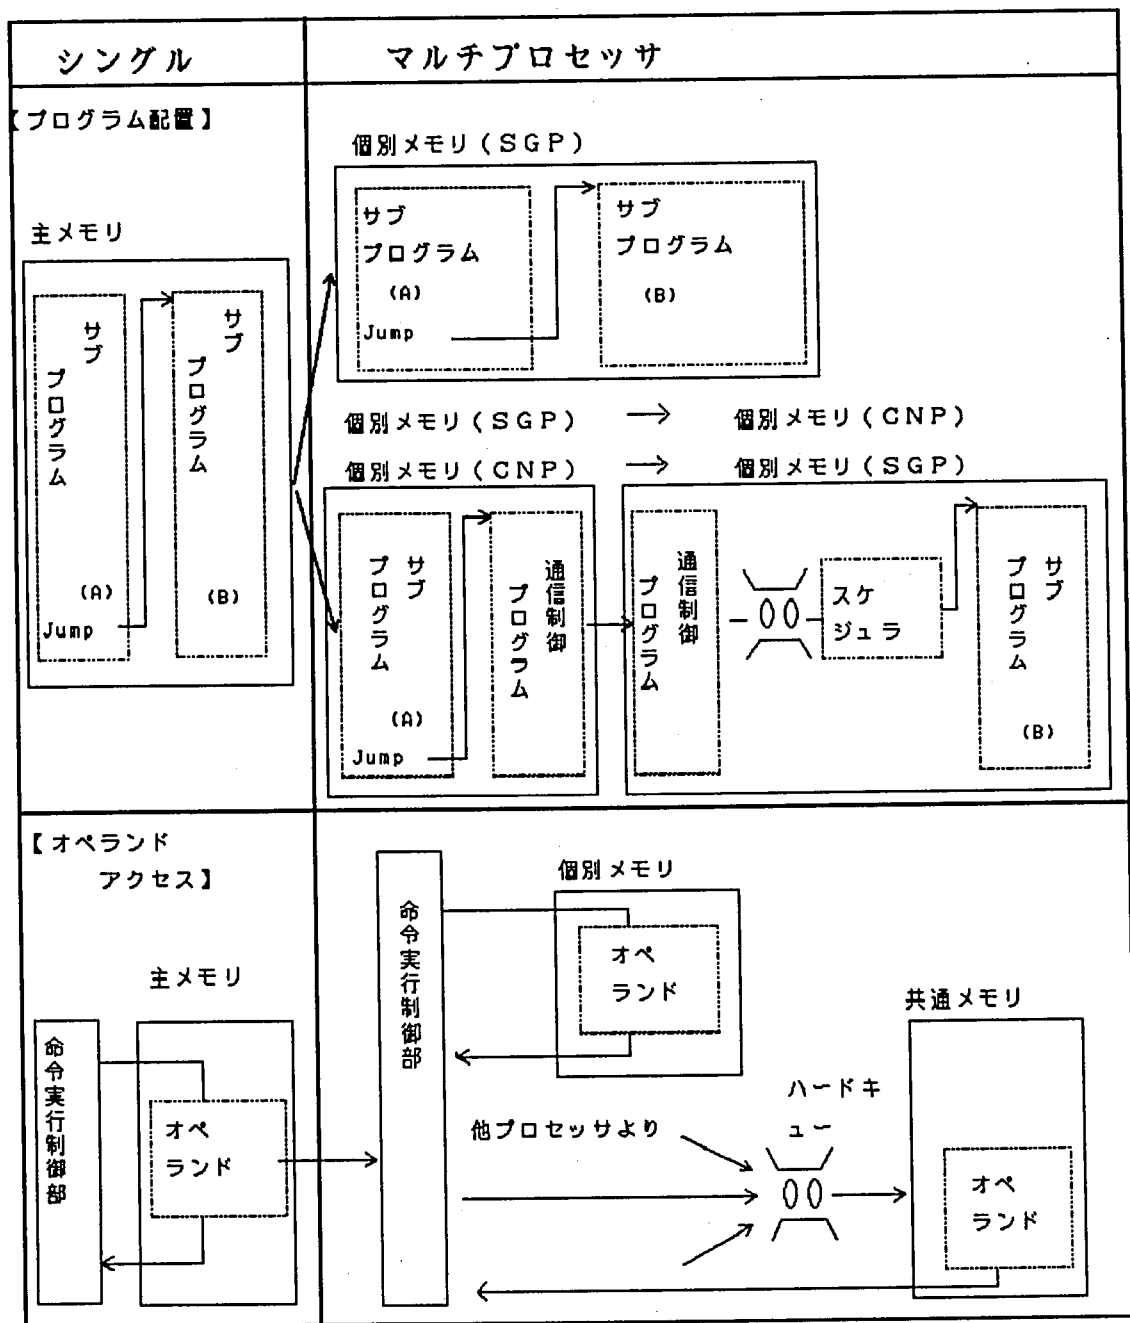 シングル
マルチプロセッサ
【プログラム配置】
主メモリ
サブ
プログラム
(A)
Jump
サブ
プログラム
(B)
個別メモリ(SGP)
サブ
プログラム
(A)
Jump
サブ
プログラム
(B)
個別メモリ(SGP) → 個別メモリ(CNP)
個別メモリ(CNP) → 個別メモリ(SGP)
サブ
プログラム
(A)
Jump
通信制御
プログラム
通信制御
プログラム
スケ
ジュラ
サブ
プログラム
(B)
【オペランド
アクセス】
主メモリ
命令実行制御部
オペ
ランド
命令実行制御部
個別メモリ
オペ
ランド
他プロセッサより
ハードキ
ュー
共通メモリ
オペ
ランド